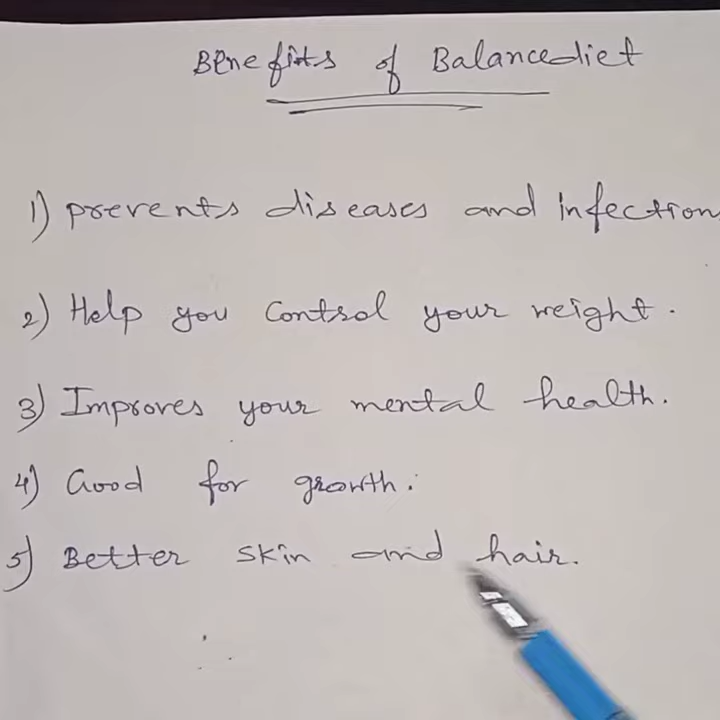 Benefits of Balancediet
1) prevents diseases and infection
2) Help you control your weight.
3) Improves your mental health.
4) Good for growth.
5) Better skin and hair.